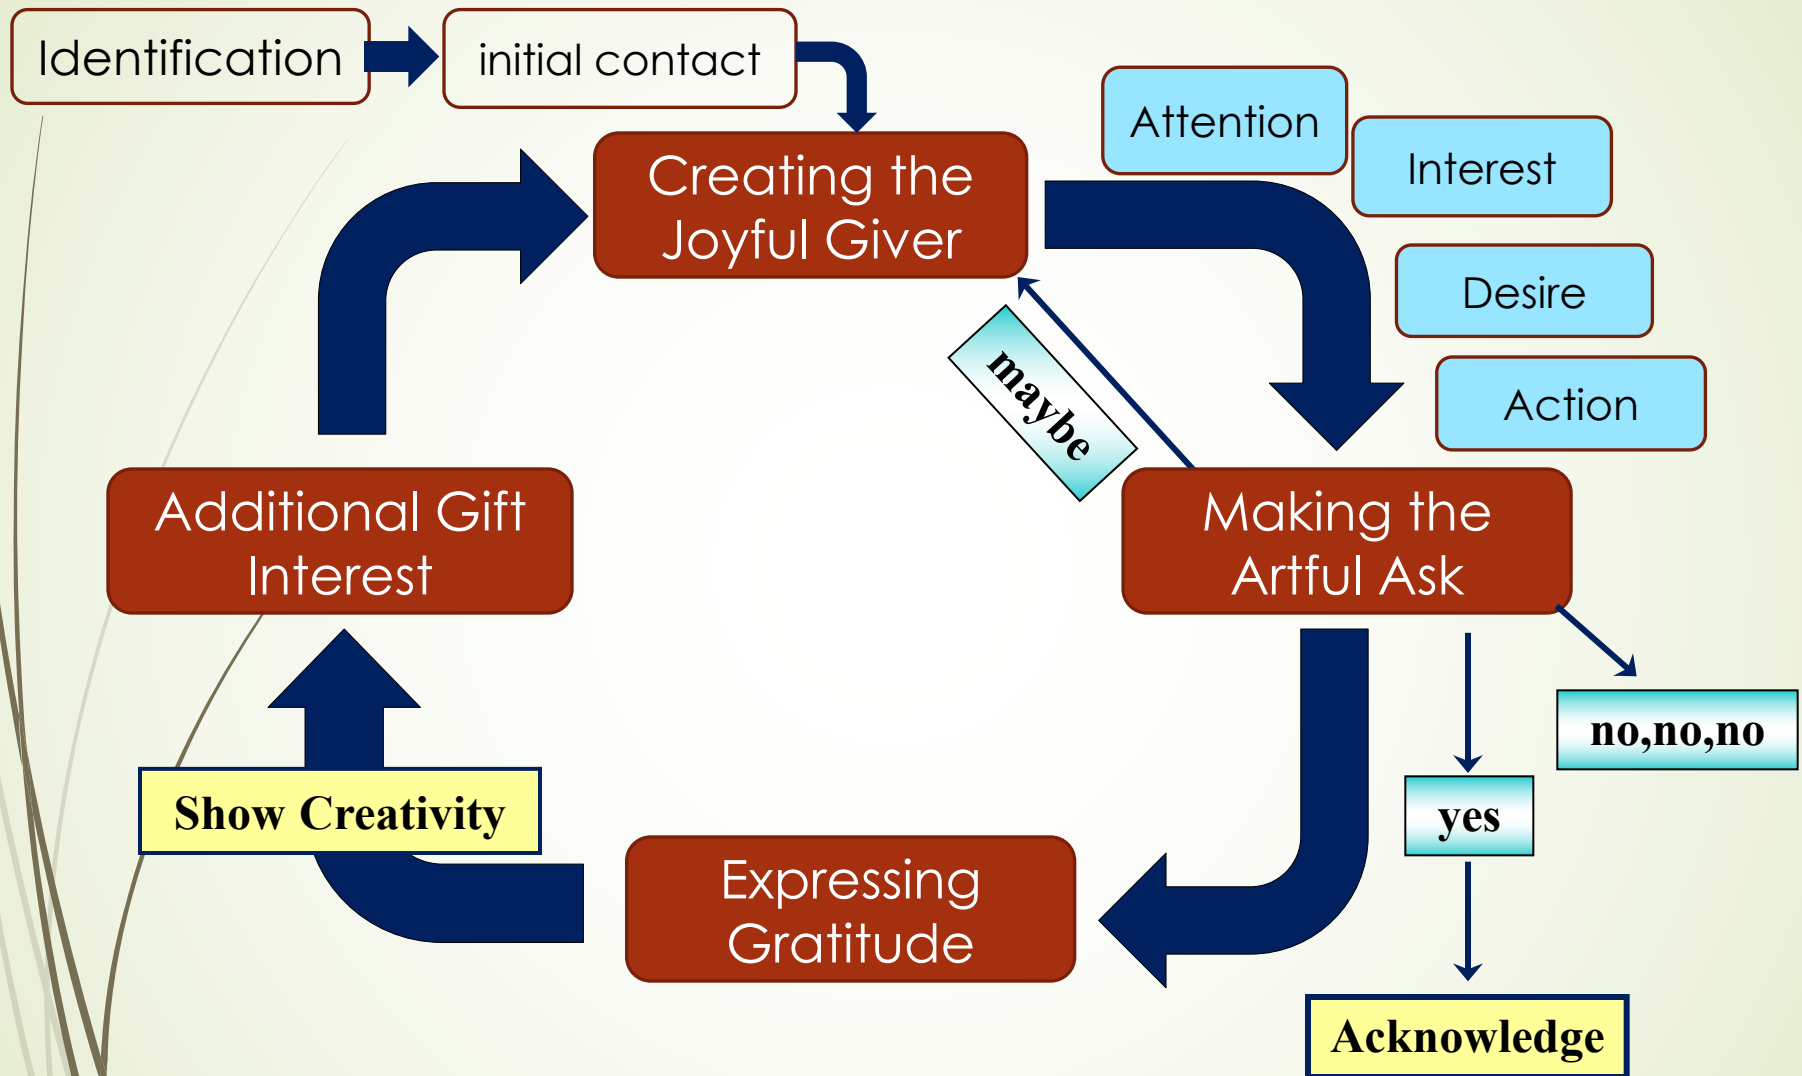 Identification
initial contact
Creating the
Joyful Giver
Attention
Interest
Desire
Action
maybe
Additional Gift
Interest
Making the
Artful Ask
no,no,no
yes
Show Creativity
Expressing
Gratitude
Acknowledge